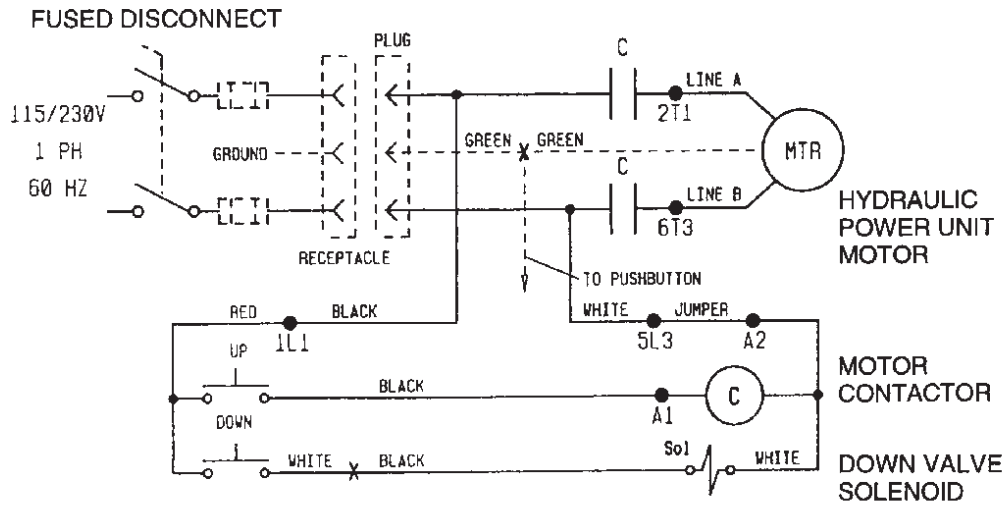 FUSED DISCONNECT
PLUG
C
LINE A
2T1
115/230V
1 PH
60 HZ
GROUND
GREEN
GREEN
MTR
C
LINE B
6T3
HYDRAULIC
POWER UNIT
MOTOR
RECEPTACLE
TO PUSHBUTTON
RED
BLACK
WHITE
JUMPER
1L1
5L3
A2
UP
BLACK
A1
C
MOTOR
CONTACTOR
DOWN
WHITE
BLACK
Sol
WHITE
DOWN VALVE
SOLENOID